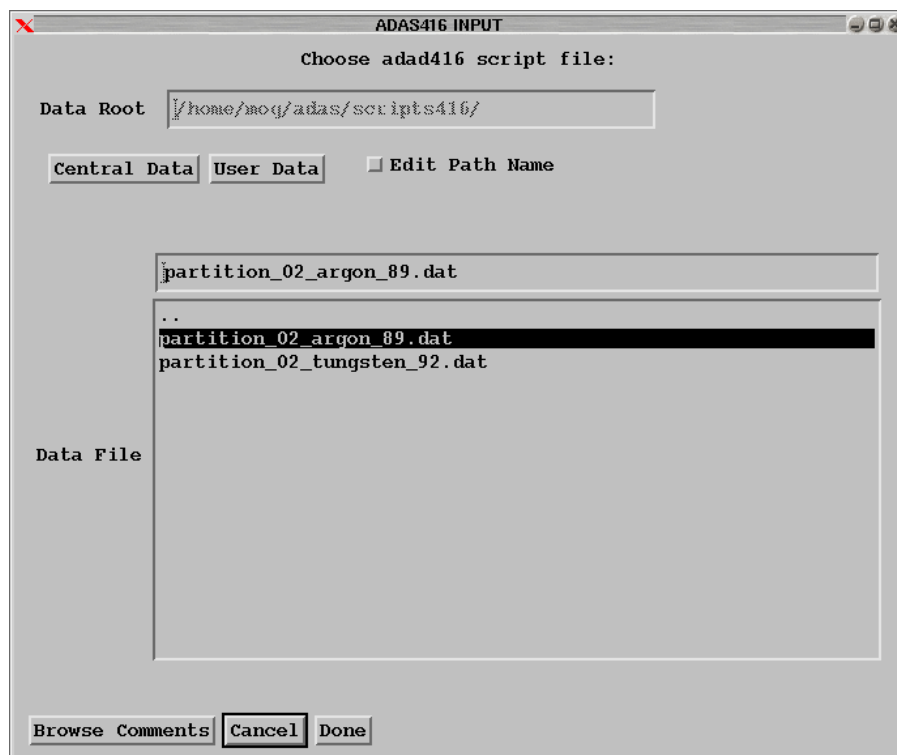 ADAS416 INPUT
Choose adad416 script file:
Data Root /home/mog/adas/scripts416/
Central Data User Data Edit Path Name
partition_02_argon_89.dat
..
partition_02_argon_89.dat
partition_02_tungsten_92.dat
Data File
Browse Comments Cancel Done